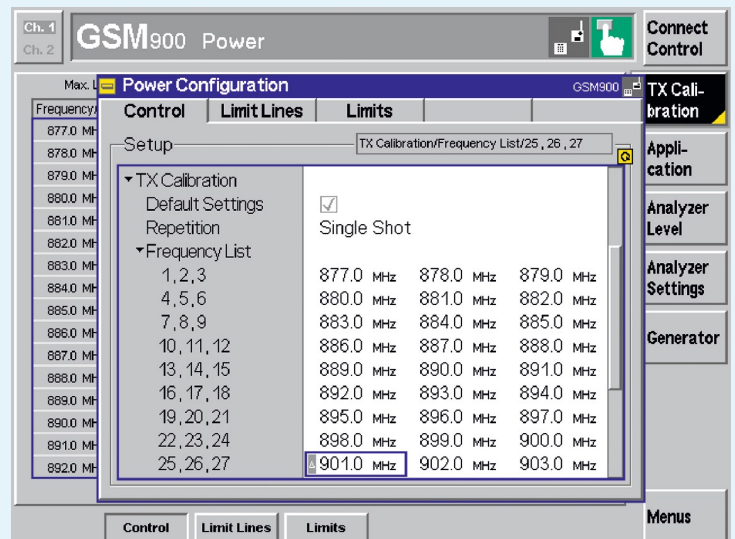 Ch. 1
Ch. 2
GSM900 Power
Connect
Control
Max. L
Power Configuration
GSM900
TX Cali-
bration
Frequency/
Control
Limit Lines
Limits
877.0 MH
878.0 MH
879.0 MH
880.0 MH
881.0 MH
882.0 MH
883.0 MH
884.0 MH
885.0 MH
886.0 MH
887.0 MH
888.0 MH
889.0 MH
890.0 MH
891.0 MH
892.0 MH
Setup
TX Calibration/Frequency List/25,26,27
TX Calibration
Default Settings
Repetition Single Shot
Frequency List
1,2,3 877.0 MHz 878.0 MHz 879.0 MHz
4,5,6 880.0 MHz 881.0 MHz 882.0 MHz
7,8,9 883.0 MHz 884.0 MHz 885.0 MHz
10,11,12 886.0 MHz 887.0 MHz 888.0 MHz
13,14,15 889.0 MHz 890.0 MHz 891.0 MHz
16,17,18 892.0 MHz 893.0 MHz 894.0 MHz
19,20,21 895.0 MHz 896.0 MHz 897.0 MHz
22,23,24 898.0 MHz 899.0 MHz 900.0 MHz
25,26,27 901.0 MHz 902.0 MHz 903.0 MHz
Appli-
cation
Analyzer
Level
Analyzer
Settings
Generator
Menus
Control
Limit Lines
Limits